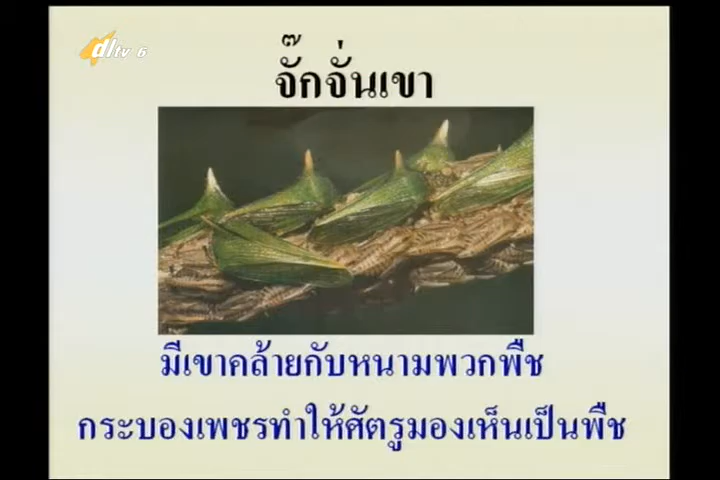 dltv 6
จั๊กจั่นเขา
มีเขาคล้ายกับหนามพวกพืช
กระบองเพชรทำให้ศัตรูมองเห็นเป็นพืช